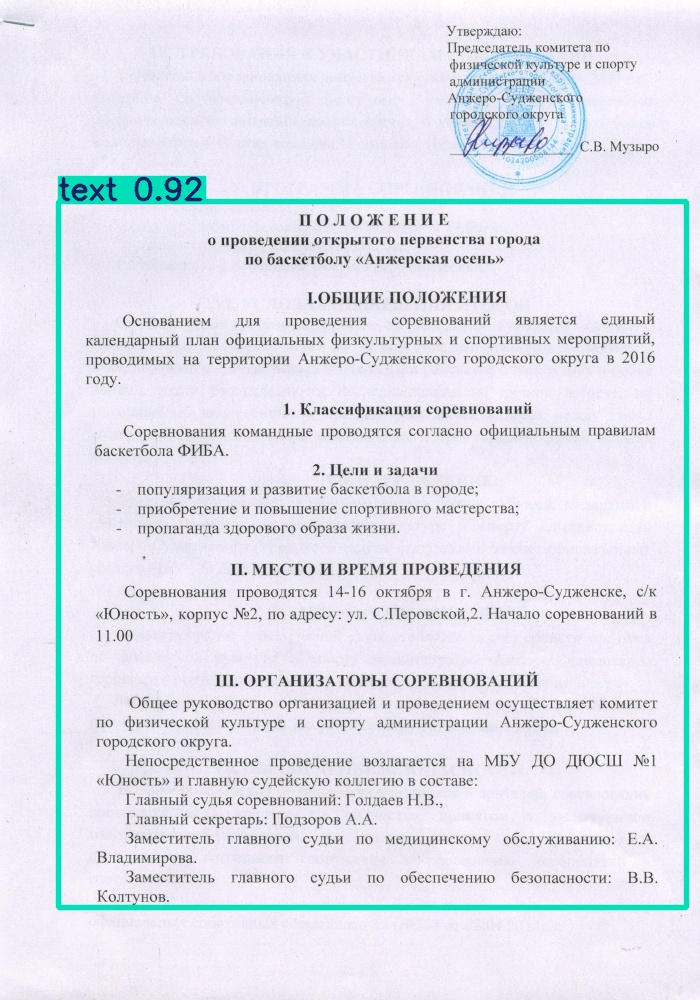 Утверждаю:
Председатель комитета по
физической культуре и спорту
администрации
Анжеро-Судженского
городского округа
С.В. Музыро
text 0.92
П О Л О Ж Е Н И Е
о проведении открытого первенства города
по баскетболу «Анжерская осень»
I.ОБЩИЕ ПОЛОЖЕНИЯ
Основанием для проведения соревнований является единый
календарный план официальных физкультурных и спортивных мероприятий,
проводимых на территории Анжеро-Судженского городского округа в 2016
году.
1. Классификация соревнований
Соревнования командные проводятся согласно официальным правилам
баскетбола ФИБА.
2. Цели и задачи
- популяризация и развитие баскетбола в городе;
- приобретение и повышение спортивного мастерства;
- пропаганда здорового образа жизни.
II. МЕСТО И ВРЕМЯ ПРОВЕДЕНИЯ
Соревнования проводятся 14-16 октября в г. Анжеро-Судженске, с/к
«Юность», корпус №2, по адресу: ул. С.Перовской,2. Начало соревнований в
11.00
III. ОРГАНИЗАТОРЫ СОРЕВНОВАНИЙ
Общее руководство организацией и проведением осуществляет комитет
по физической культуре и спорту администрации Анжеро-Судженского
городского округа.
Непосредственное проведение возлагается на МБУ ДО ДЮСШ №1
«Юность» и главную судейскую коллегию в составе:
Главный судья соревнований: Голдаев Н.В.,
Главный секретарь: Подзоров А.А.
Заместитель главного судьи по медицинскому обслуживанию: Е.А.
Владимирова.
Заместитель главного судьи по обеспечению безопасности: В.В.
Колтунов.